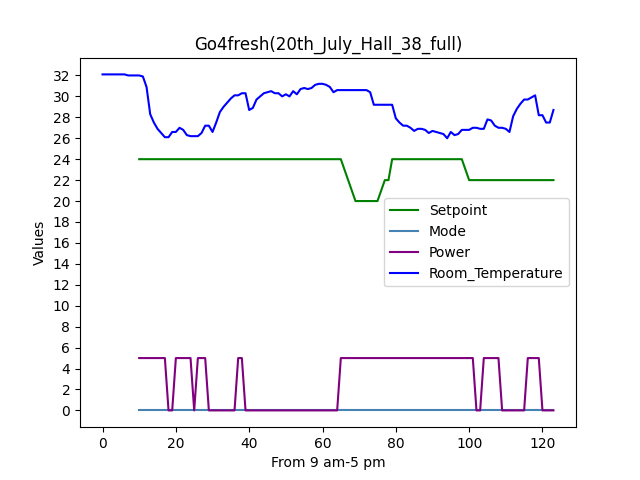 Go4fresh(20th_July_Hall_38_full)
32
30
28
26
24
22
20
18
16
14
12
10
8
6
4
2
0
Values
Setpoint
Mode
Power
Room_Temperature
0 20 40 60 80 100 120
From 9 am-5 pm